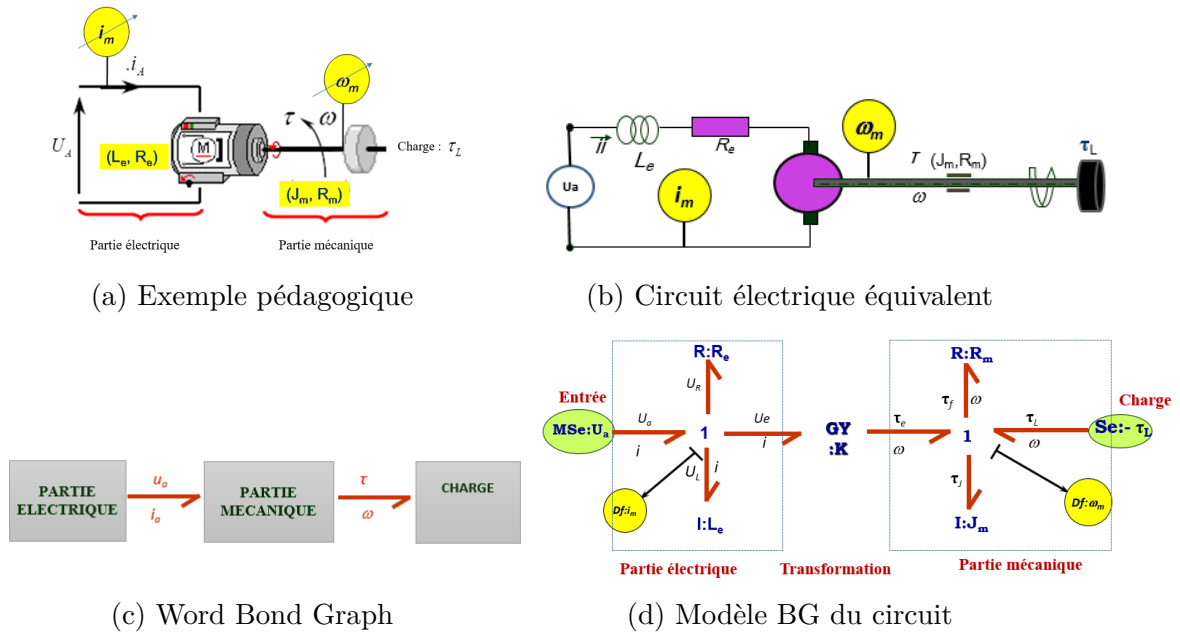 i_m
.i_A
ω_m
τ ω
U_A
M
(L_e, R_e)
Charge : τ_L
(J_m, R_m)
Partie électrique
Partie mécanique
(a) Exemple pédagogique
ω_m
τ_L
L_e
R_e
T (J_m,R_m)
Ua
i_m
ω
(b) Circuit électrique équivalent
PARTIE ELECTRIQUE
u_a
i_a
PARTIE MECANIQUE
τ
ω
CHARGE
(c) Word Bond Graph
R:R_e
R:R_m
Entrée
U_R
τ_f
ω
Charge
MSe:U_a
U_a
i
1
Ue
i
GY
:K
τ_e
ω
1
τ_L
ω
Se:- τ_L
U_L
i
τ_J
Df:i_m
Df:ω_m
I:L_e
I:J_m
Partie électrique
Transformation
Partie mécanique
(d) Modèle BG du circuit